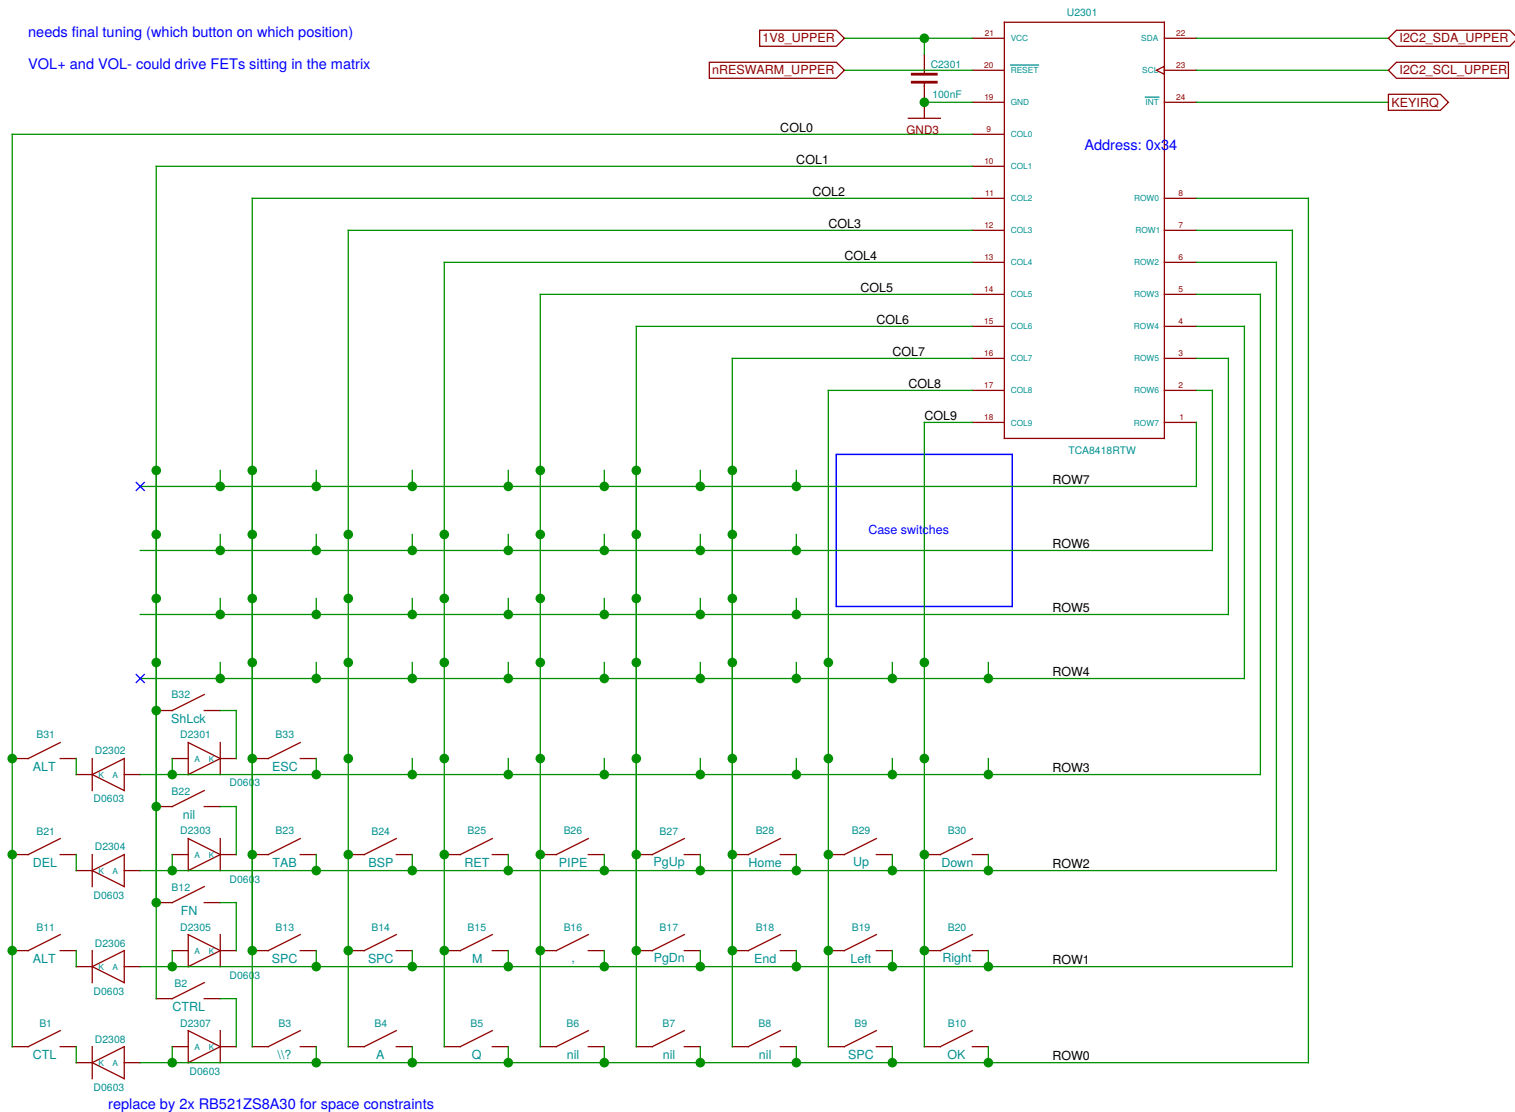 needs final tuning (which button on which position)
VOL+ and VOL- could drive FETs sitting in the matrix
U2301
1V8_UPPER 21 VCC SDA 22 I2C2_SDA_UPPER
nRESWARM_UPPER C2301 20 RESET SCL 23 I2C2_SCL_UPPER
100nF 19 GND INT 24 KEYIRQ
GND3
COL0 9 COL0
Address: 0x34
COL1 10 COL1
COL2 11 COL2 ROW0 8
COL3 12 COL3 ROW1 7
COL4 13 COL4 ROW2 6
COL5 14 COL5 ROW3 5
COL6 15 COL6 ROW4 4
COL7 16 COL7 ROW5 3
COL8 17 COL8 ROW6 2
COL9 18 COL9 ROW7 1
TCA8418RTW
ROW7
Case switches
ROW6
ROW5
ROW4
B32
ShLck
B31 D2302 D2301 B33
ALT K A A K ESC ROW3
D0603 D0603
B22
nil
B21 D2304 D2303 B23 B24 B25 B26 B27 B28 B29 B30
DEL K A A K TAB BSP RET PIPE PgUp Home Up Down ROW2
D0603 D0603
B12
FN
B11 D2306 D2305 B13 B14 B15 B16 B17 B18 B19 B20
ALT K A A K SPC SPC M , PgDn End Left Right ROW1
D0603 D0603
B2
CTRL
B1 D2308 D2307 B3 B4 B5 B6 B7 B8 B9 B10
CTL K A A K \\? A Q nil nil nil SPC OK ROW0
D0603 D0603
replace by 2x RB521ZS8A30 for space constraints